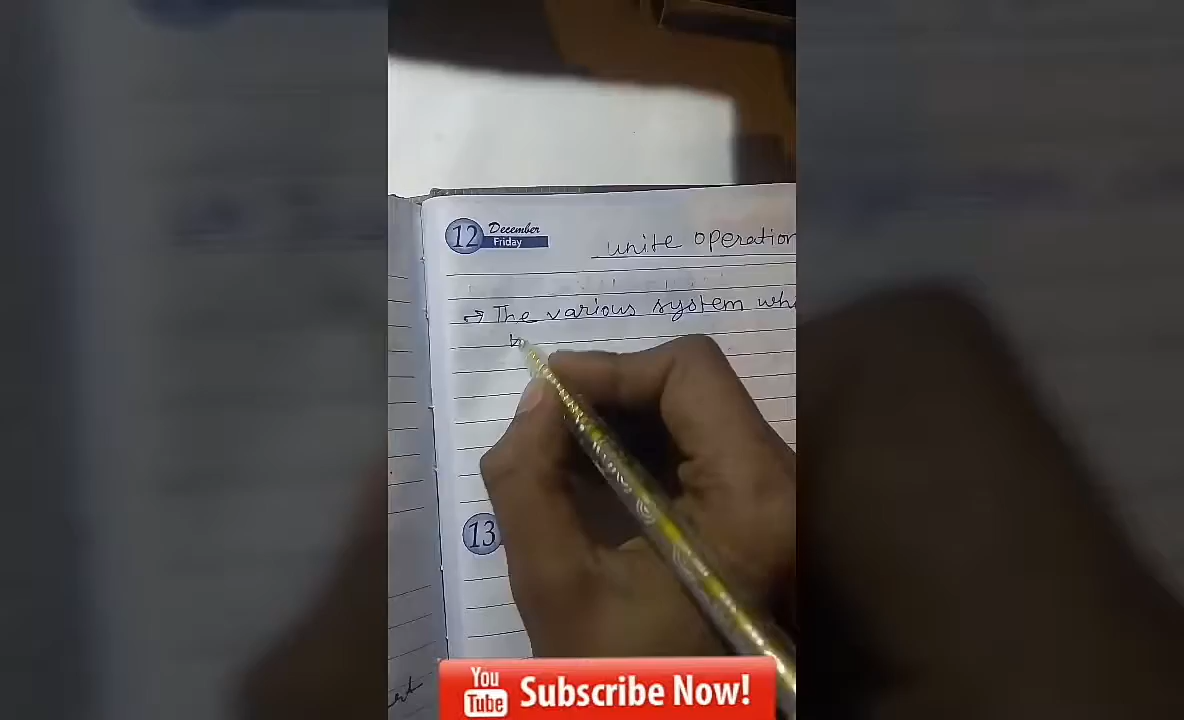 12 December
Friday
unite operation
The various system wh
13
You
Tube Subscribe Now!